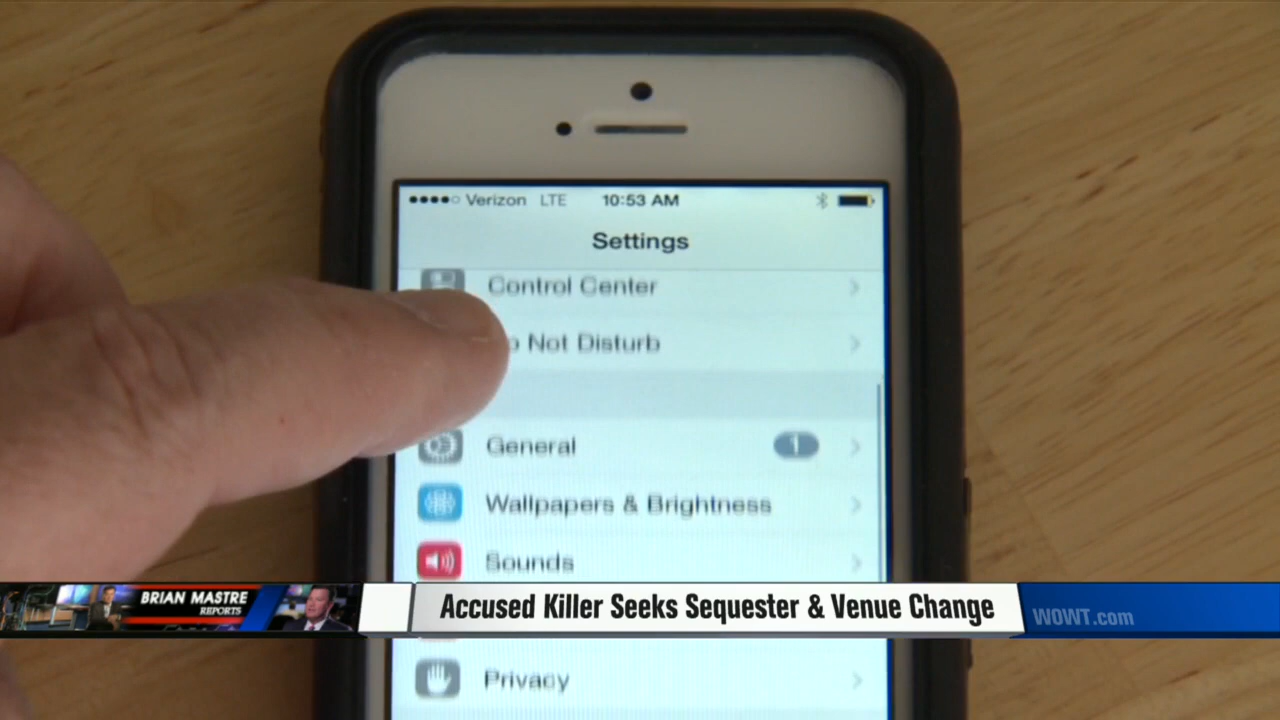 Verizon LTE 10:53 AM
Settings
Control Center
Not Disturb
General 1
Wallpapers & Brightness
Sounds
BRIAN MASTRE
REPORTS
Accused Killer Seeks Sequester & Venue Change
WOWT.com
Privacy